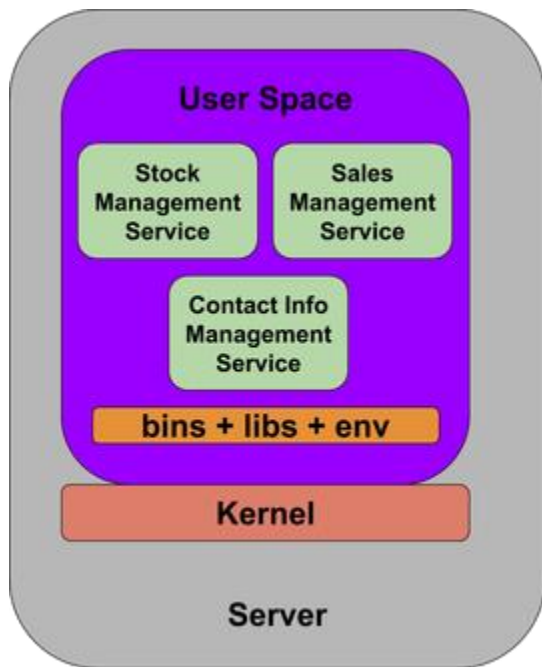 User Space
Stock
Management
Service
Sales
Management
Service
Contact Info
Management
Service
bins + libs + env
Kernel
Server